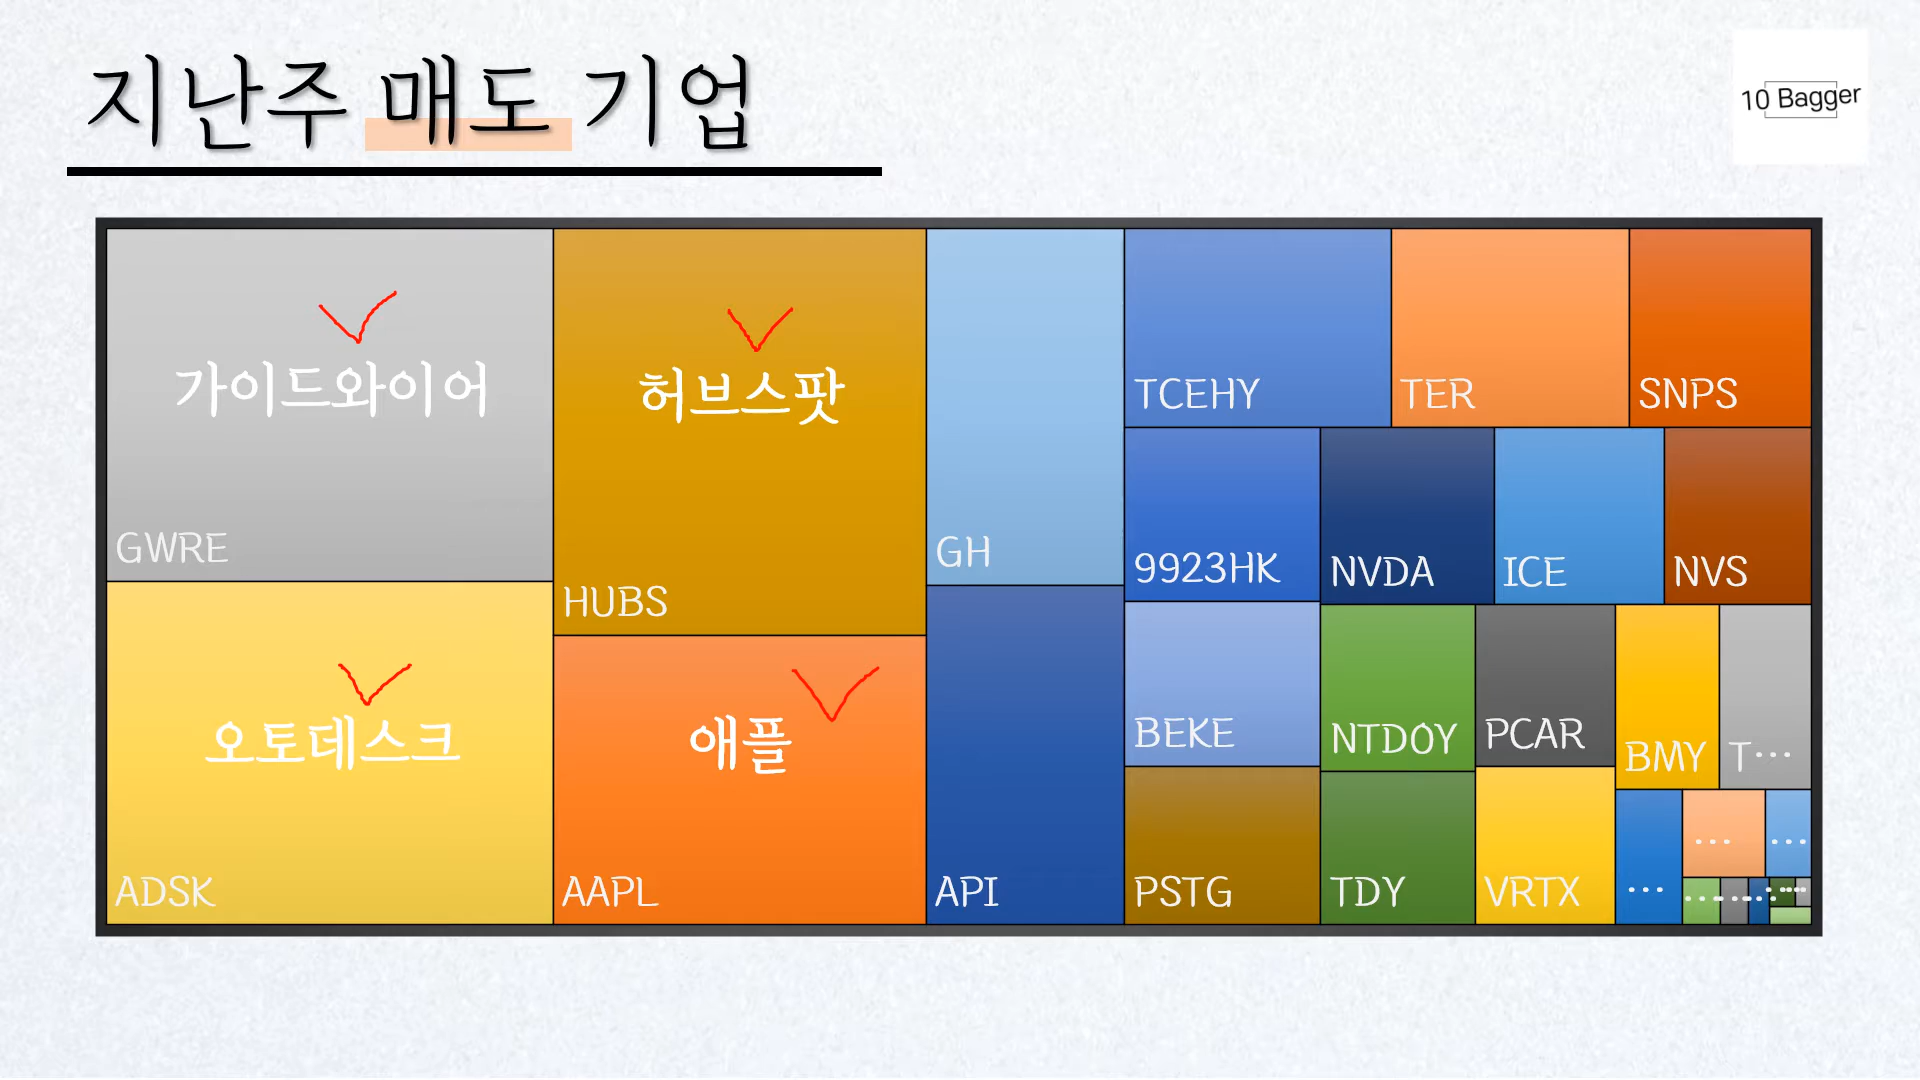 지난주 매도 기업
10 Bagger
가이드와이어
GWRE
허브스팟
HUBS
GH
TCEHY
TER
SNPS
9923HK
NVDA
ICE
NVS
오토데스크
ADSK
애플
AAPL
API
BEKE
NTDOY
PCAR
BMY
T…
PSTG
TDY
VRTX
…
…
…